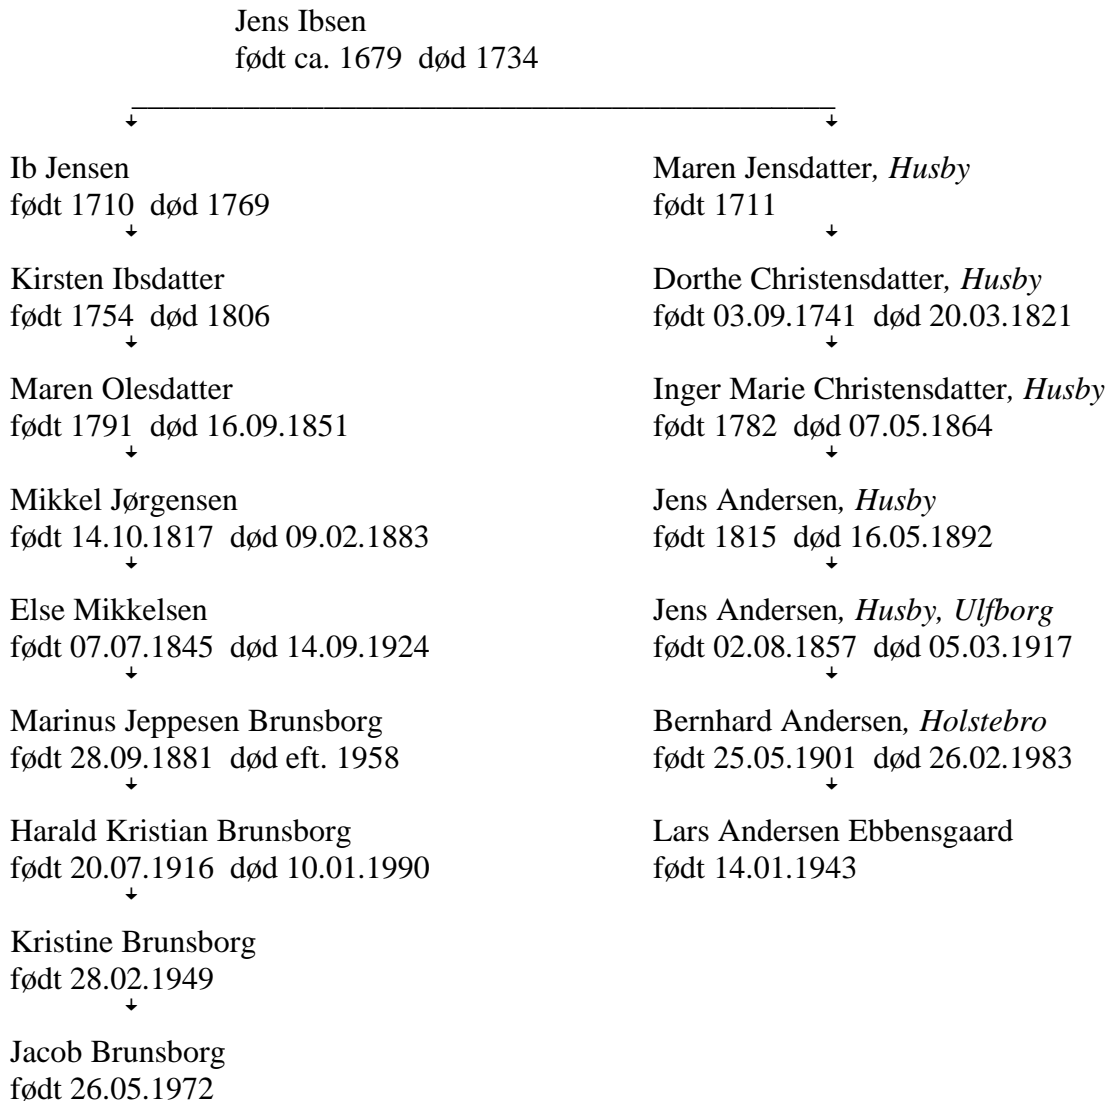 Jens Ibsen
født ca. 1679  død 1734
Ib Jensen
født 1710  død 1769
Kirsten Ibsdatter
født 1754  død 1806
Maren Olesdatter
født 1791  død 16.09.1851
Mikkel Jørgensen
født 14.10.1817  død 09.02.1883
Else Mikkelsen
født 07.07.1845  død 14.09.1924
Marinus Jeppesen Brunsborg
født 28.09.1881  død eft. 1958
Harald Kristian Brunsborg
født 20.07.1916  død 10.01.1990
Kristine Brunsborg
født 28.02.1949
Jacob Brunsborg
født 26.05.1972
Maren Jensdatter, Husby
født 1711
Dorthe Christensdatter, Husby
født 03.09.1741  død 20.03.1821
Inger Marie Christensdatter, Husby
født 1782  død 07.05.1864
Jens Andersen, Husby
født 1815  død 16.05.1892
Jens Andersen, Husby, Ulfborg
født 02.08.1857  død 05.03.1917
Bernhard Andersen, Holstebro
født 25.05.1901  død 26.02.1983
Lars Andersen Ebbensgaard
født 14.01.1943